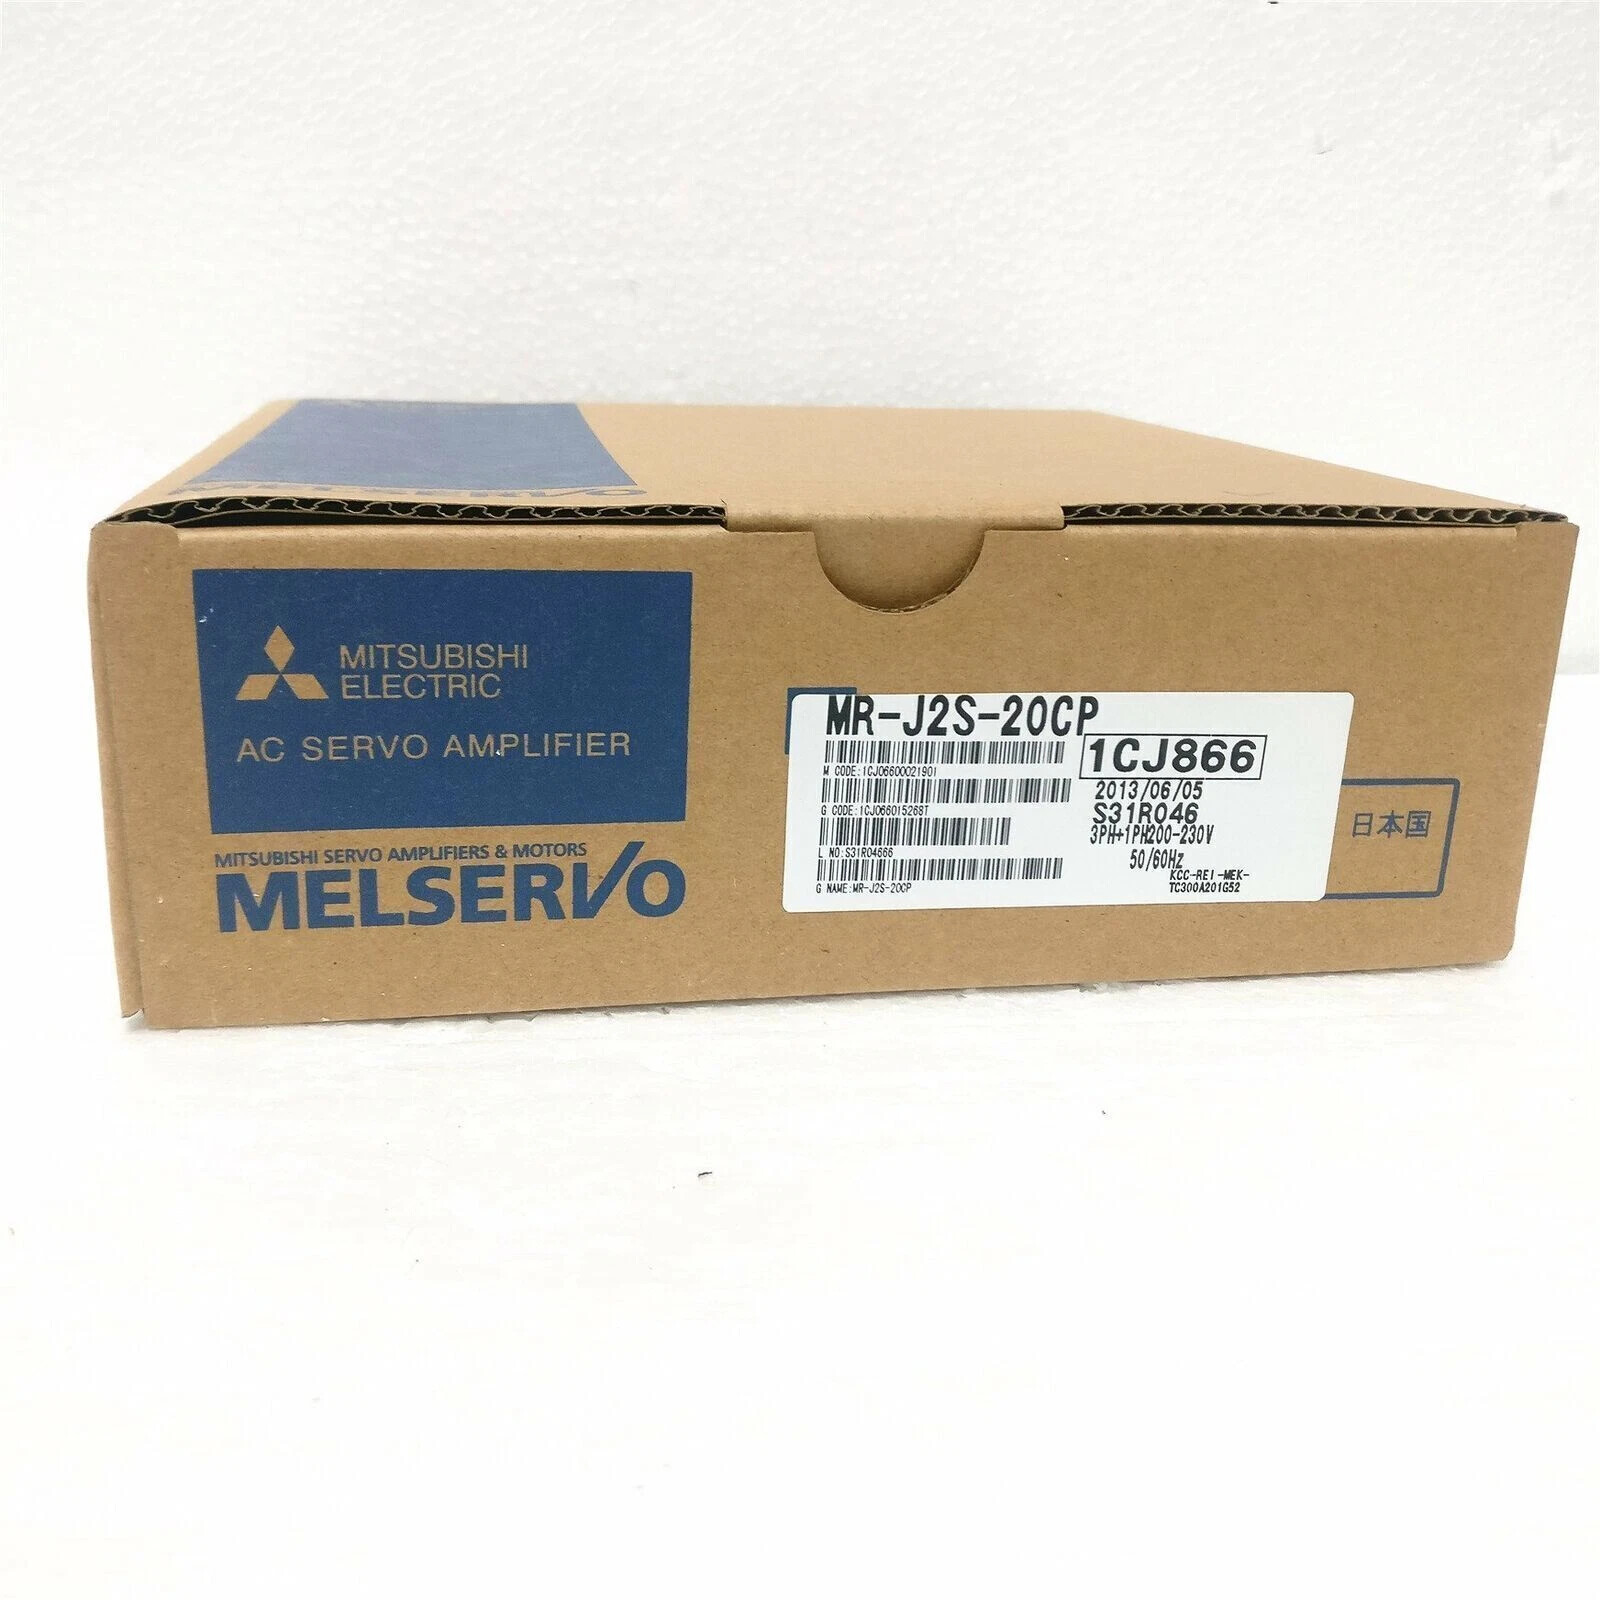 MITSUBISHI
ELECTRIC
AC SERVO AMPLIFIER
MITSUBISHI SERVO AMPLIFIERS & MOTORS
MELSERVO
MR-J2S-20CP
1CJ866
M CODE:1CJ06600021901
2013/06/05
G CODE:1CJ066015268T
S31R046
3PH+1PH200-230V
L NO:S31R04666
50/60Hz
KCC-REI-MEK-
G NAME:MR-J2S-20CP
TC300A201G52
日本国